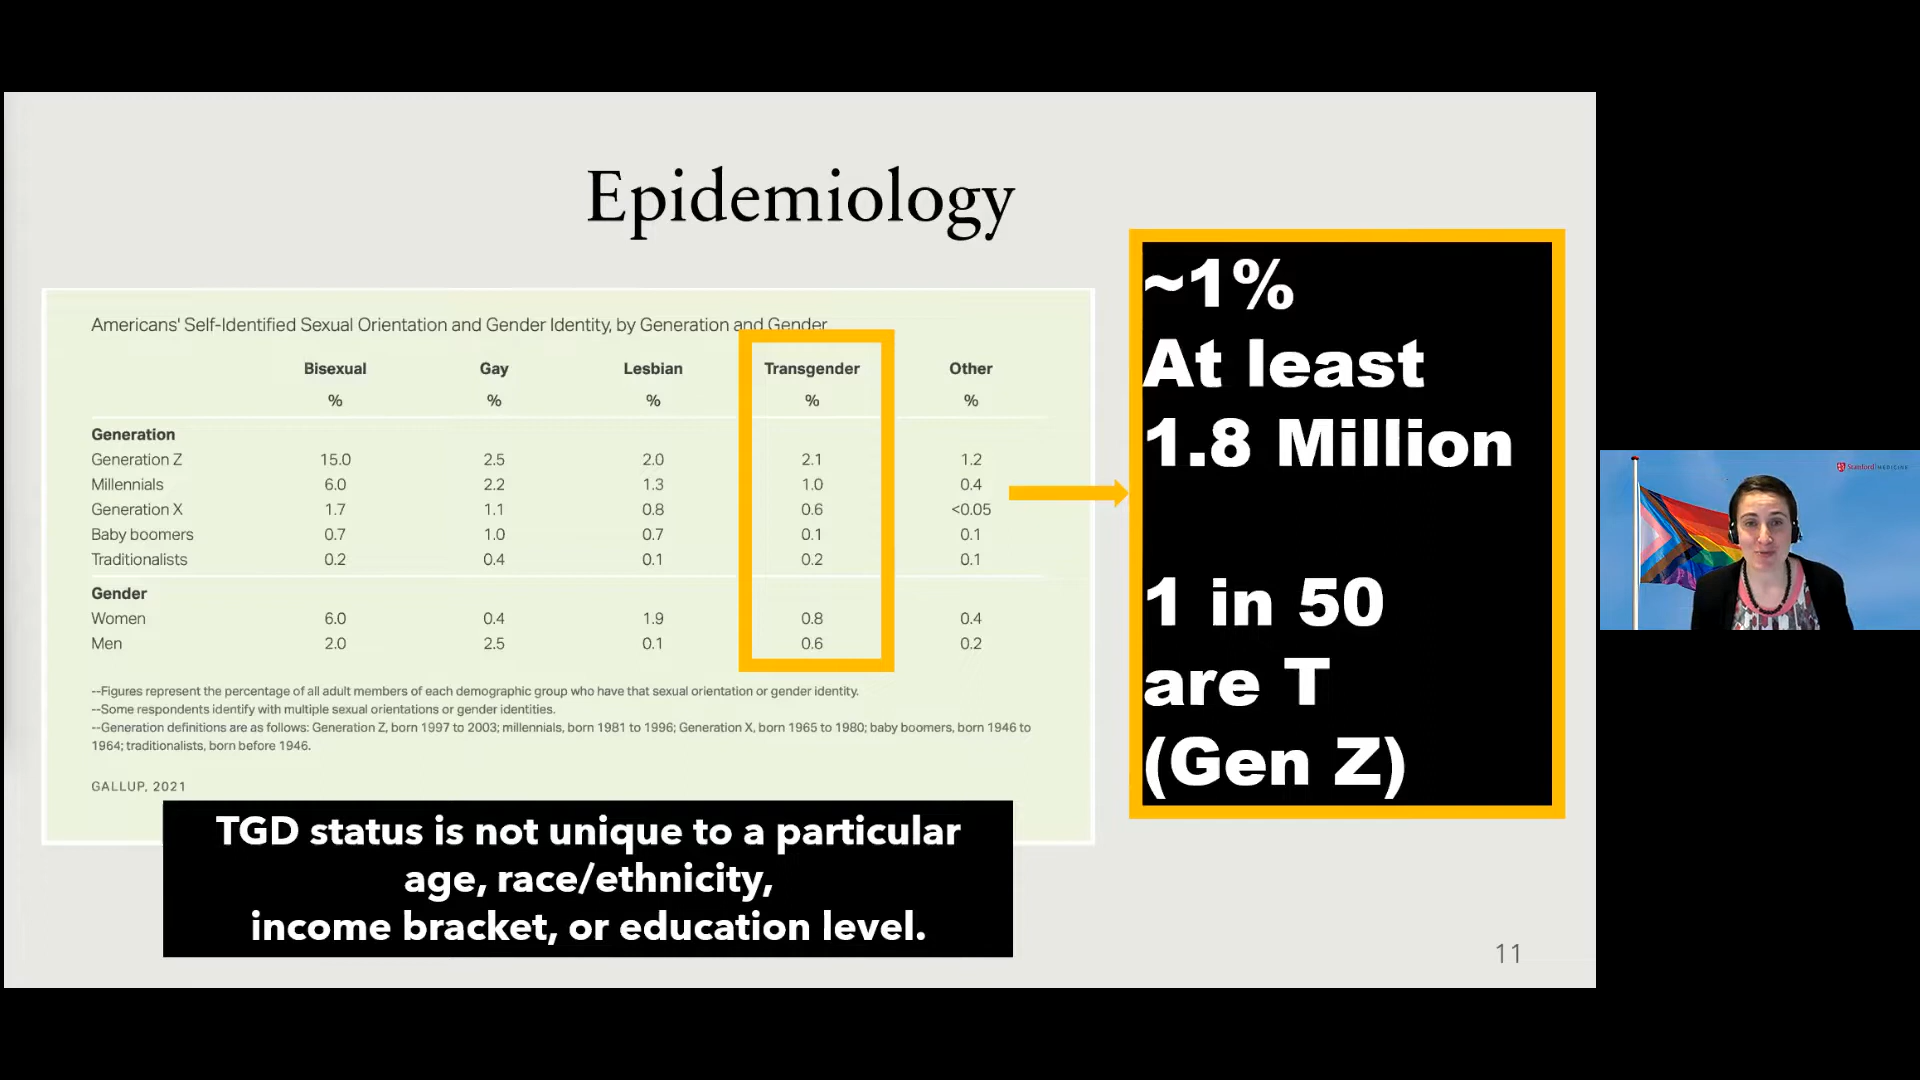 Epidemiology
Americans' Self-Identified Sexual Orientation and Gender Identity, by Generation and Gender
Bisexual Gay Lesbian Transgender Other
% % % % %
Generation
Generation Z 15.0 2.5 2.0 2.1 1.2
Millennials 6.0 2.2 1.3 1.0 0.4
Generation X 1.7 1.1 0.8 0.6 <0.05
Baby boomers 0.7 1.0 0.7 0.1 0.1
Traditionalists 0.2 0.4 0.1 0.2 0.1
Gender
Women 6.0 0.4 1.9 0.8 0.4
Men 2.0 2.5 0.1 0.6 0.2
--Figures represent the percentage of all adult members of each demographic group who have that sexual orientation or gender identity.
--Some respondents identify with multiple sexual orientations or gender identities.
--Generation definitions are as follows: Generation Z, born 1997 to 2003; millennials, born 1981 to 1996; Generation X, born 1965 to 1980; baby boomers, born 1946 to
1964; traditionalists, born before 1946.
GALLUP, 2021
TGD status is not unique to a particular
age, race/ethnicity,
income bracket, or education level.
~1%
At least
1.8 Million
1 in 50
are T
(Gen Z)
11
Stanford MEDICINE